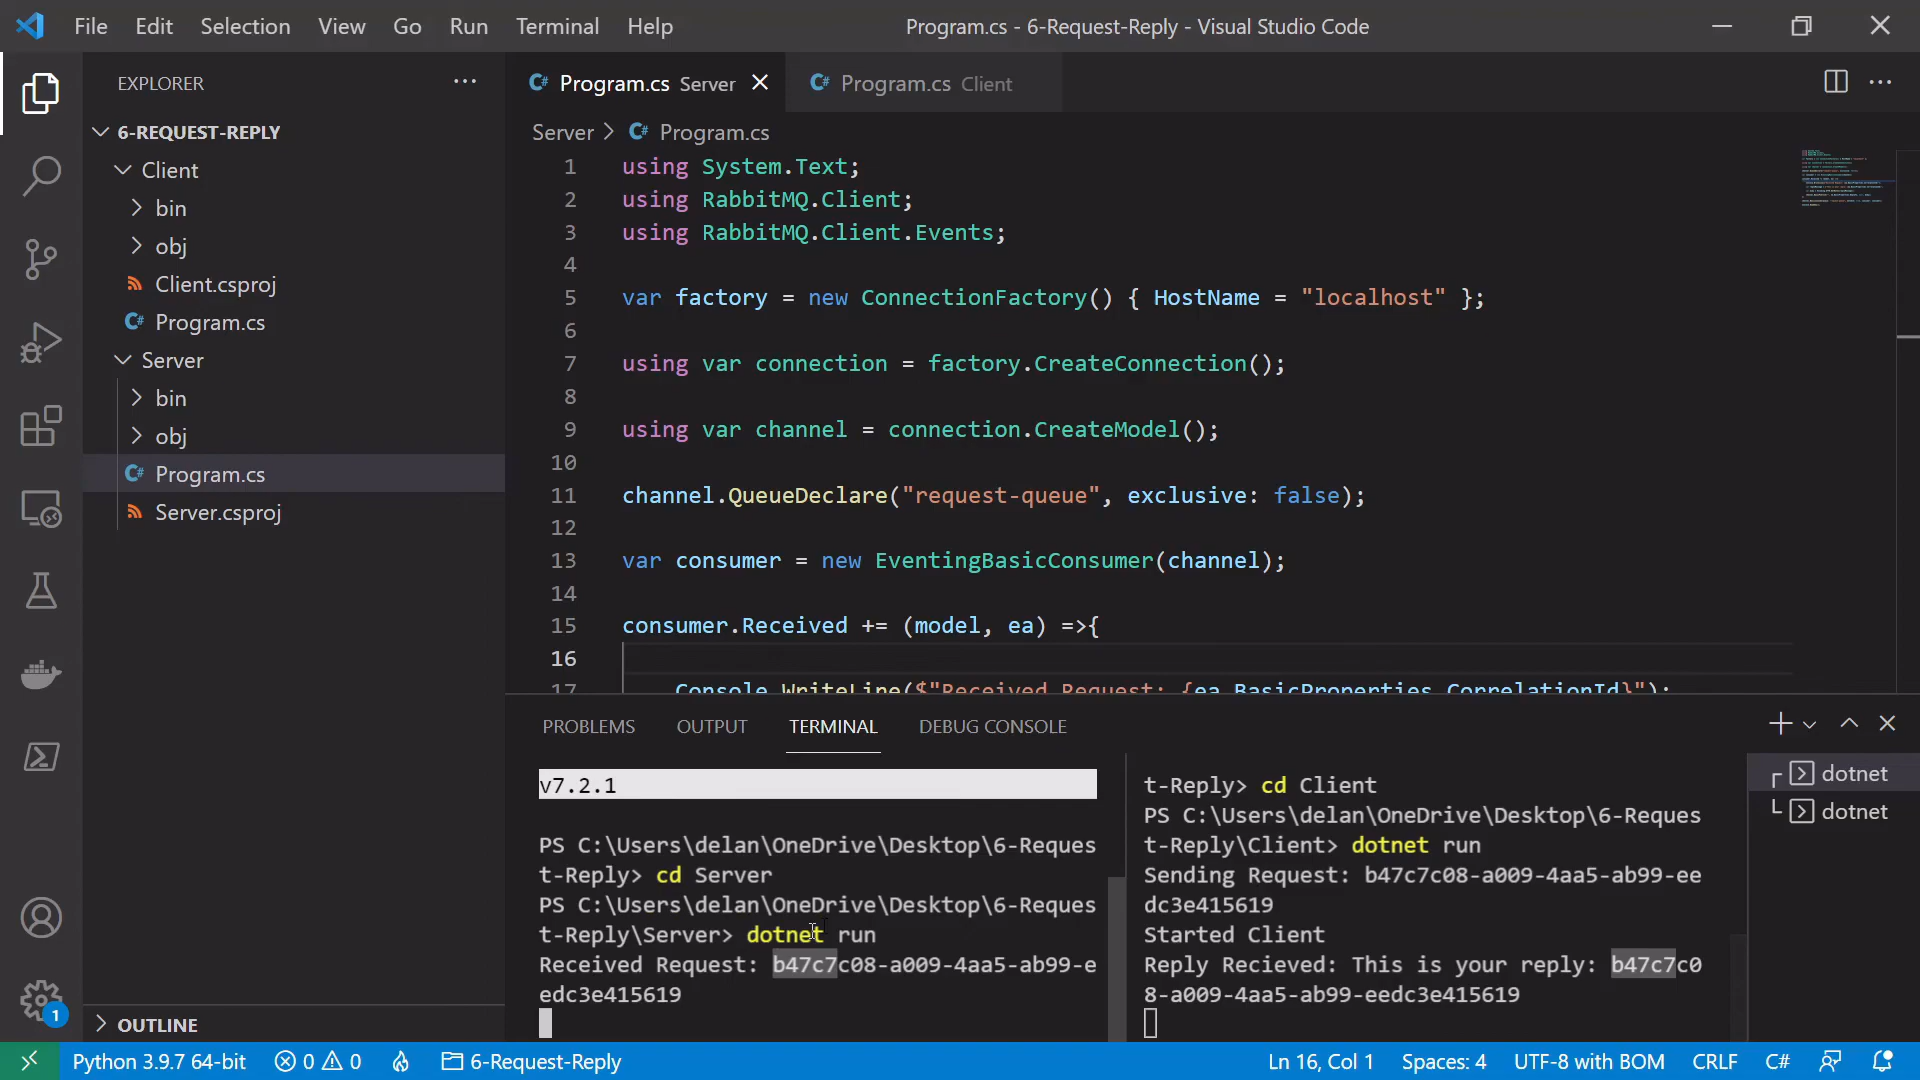 File Edit Selection View Go Run Terminal Help Program.cs - 6-Request-Reply - Visual Studio Code
EXPLORER
6-REQUEST-REPLY
Client
bin
obj
Client.csproj
Program.cs
Server
bin
obj
Program.cs
Server.csproj
OUTLINE
Program.cs Server Program.cs Client
Server > Program.cs
1 using System.Text;
2 using RabbitMQ.Client;
3 using RabbitMQ.Client.Events;
4
5 var factory = new ConnectionFactory() { HostName = "localhost" };
6
7 using var connection = factory.CreateConnection();
8
9 using var channel = connection.CreateModel();
10
11 channel.QueueDeclare("request-queue", exclusive: false);
12
13 var consumer = new EventingBasicConsumer(channel);
14
15 consumer.Received += (model, ea) =>{
16
17 Console.WriteLine($"Received Request: {ea.BasicProperties.CorrelationId}");
PROBLEMS OUTPUT TERMINAL DEBUG CONSOLE
v7.2.1
PS C:\Users\delan\OneDrive\Desktop\6-Reques
t-Reply> cd Server
PS C:\Users\delan\OneDrive\Desktop\6-Reques
t-Reply\Server> dotnet run
Received Request: b47c7c08-a009-4aa5-ab99-e
edc3e415619
t-Reply> cd Client
PS C:\Users\delan\OneDrive\Desktop\6-Reques
t-Reply\Client> dotnet run
Sending Request: b47c7c08-a009-4aa5-ab99-ee
dc3e415619
Started Client
Reply Recieved: This is your reply: b47c7c0
8-a009-4aa5-ab99-eedc3e415619
dotnet
dotnet
1
Python 3.9.7 64-bit 0 0 6-Request-Reply Ln 16, Col 1 Spaces: 4 UTF-8 with BOM CRLF C#